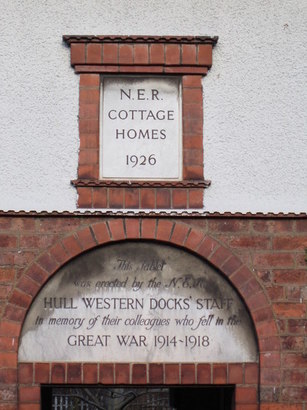 N.E.R.
COTTAGE
HOMES
1926
This tablet
was erected by the N.E.R.
HULL WESTERN DOCKS' STAFF
in memory of their colleagues who fell in the
GREAT WAR 1914-1918